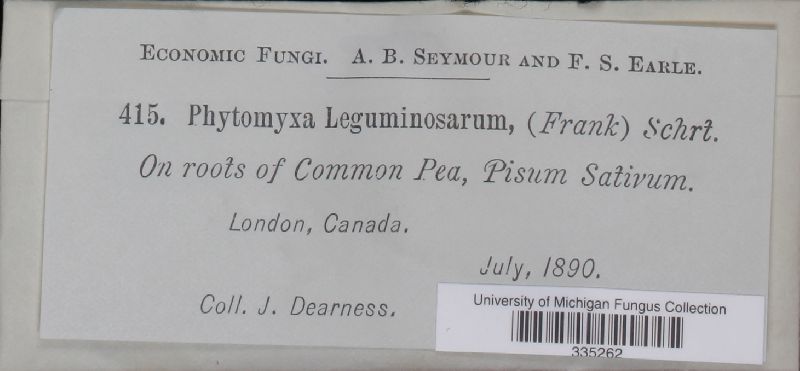 Economic Fungi. A. B. Seymour and F. S. Earle.
415. Phytomyxa Leguminosarum, (Frank) Schrt.
On roots of Common Pea, Pisum Sativum.
London, Canada.
July, 1890.
Coll. J. Dearness.
University of Michigan Fungus Collection
335262